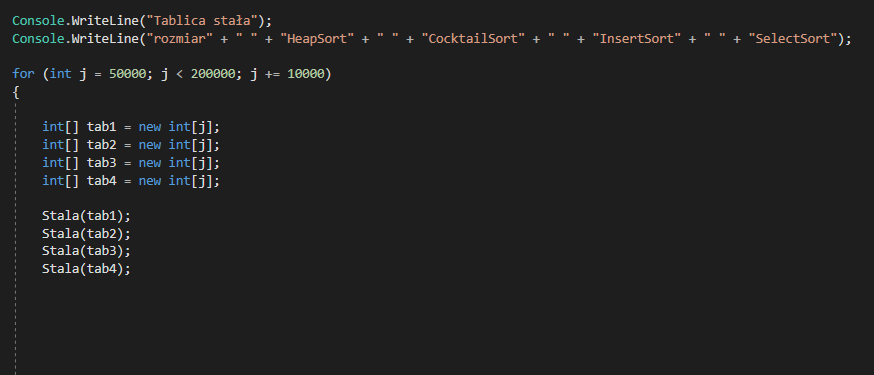 Console.WriteLine("Tablica stała");
Console.WriteLine("rozmiar" + " " + "HeapSort" + " " + "CocktailSort" + " " + "InsertSort" + " " + "SelectSort");
for (int j = 50000; j < 200000; j += 10000)
{
int[] tab1 = new int[j];
int[] tab2 = new int[j];
int[] tab3 = new int[j];
int[] tab4 = new int[j];
Stala(tab1);
Stala(tab2);
Stala(tab3);
Stala(tab4);